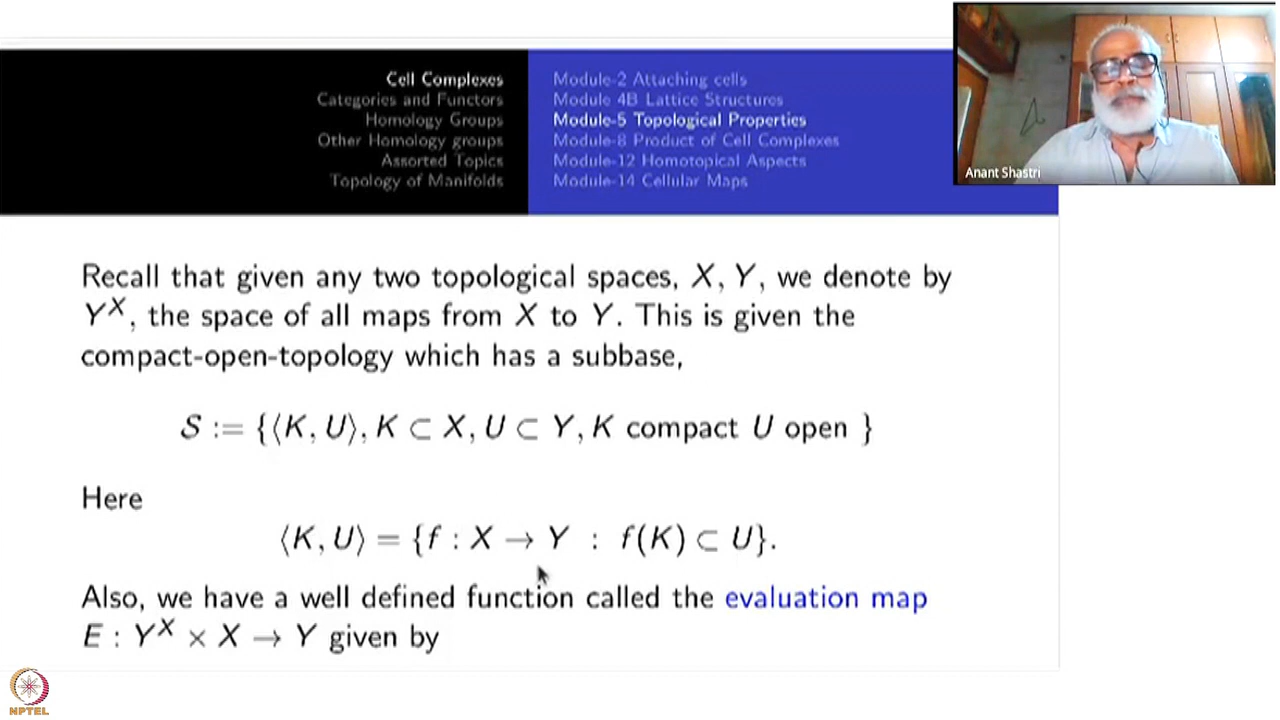 Cell Complexes
Categories and Functors
Homology Groups
Other Homology groups
Assorted Topics
Topology of Manifolds
Module-2 Attaching cells
Module 4B Lattice Structures
Module-5 Topological Properties
Module-8 Product of Cell Complexes
Module-12 Homotopical Aspects
Module-14 Cellular Maps
Anant Shastri
Recall that given any two topological spaces, X, Y, we denote by
Y^X, the space of all maps from X to Y. This is given the
compact-open-topology which has a subbase,
S := {⟨K, U⟩, K ⊂ X, U ⊂ Y, K compact U open }
Here
⟨K, U⟩ = {f : X → Y : f(K) ⊂ U}.
Also, we have a well defined function called the evaluation map
E : Y^X × X → Y given by
NPTEL